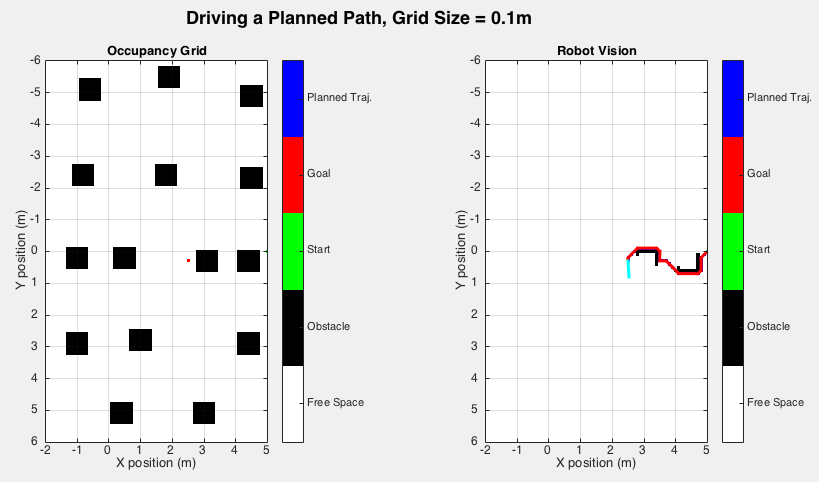 Driving a Planned Path, Grid Size = 0.1m
Occupancy Grid
-6
-5
-4
-3
-2
-1
0
1
2
3
4
5
6
Y position (m)
-2 -1 0 1 2 3 4 5
X position (m)
Planned Traj.
Goal
Start
Obstacle
Free Space
Robot Vision
-6
-5
-4
-3
-2
-1
0
1
2
3
4
5
6
Y position (m)
-2 -1 0 1 2 3 4 5
X position (m)
Planned Traj.
Goal
Start
Obstacle
Free Space